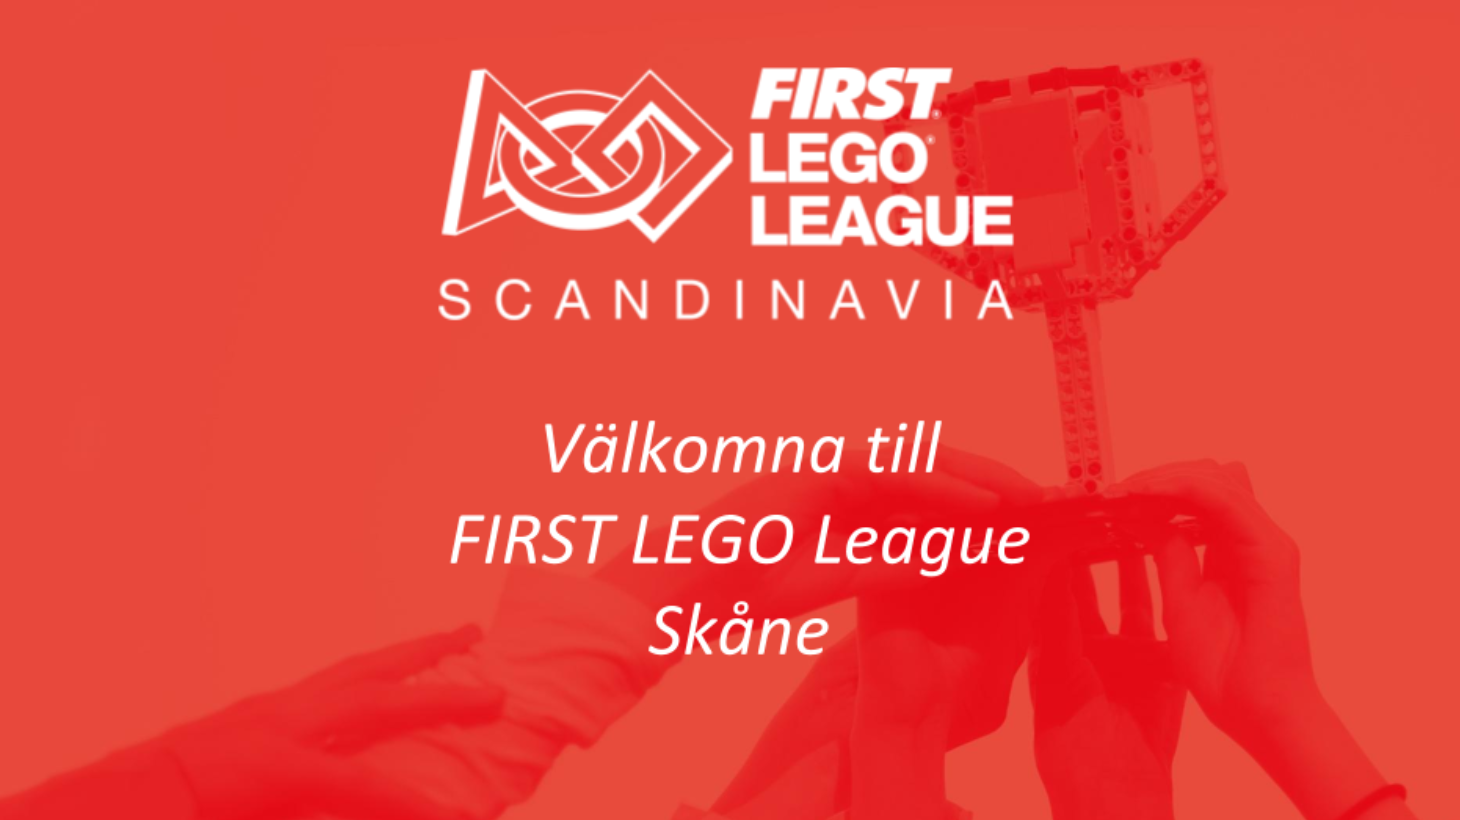 FIRST®
LEGO®
LEAGUE
SCANDINAVIA
Välkomna till
FIRST LEGO League
Skåne